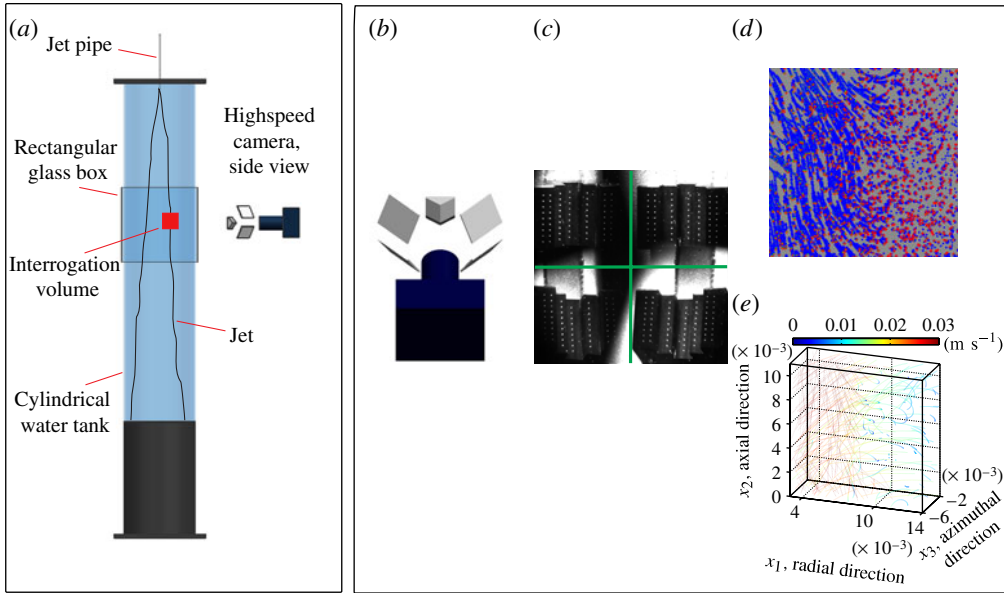 (a)
Jet pipe
Highspeed
camera,
side view
Rectangular
glass box
Interrogation
volume
Jet
Cylindrical
water tank
(b)
(c)
(d)
(e)
0 0.01 0.02 0.03
(m s⁻¹)
(× 10⁻³)
10
8
6
4
2
0
x₂, axial direction
4 10 14
(× 10⁻³)
x₁, radial direction
(× 10⁻³)
−2
−6
x₃, azimuthal
direction